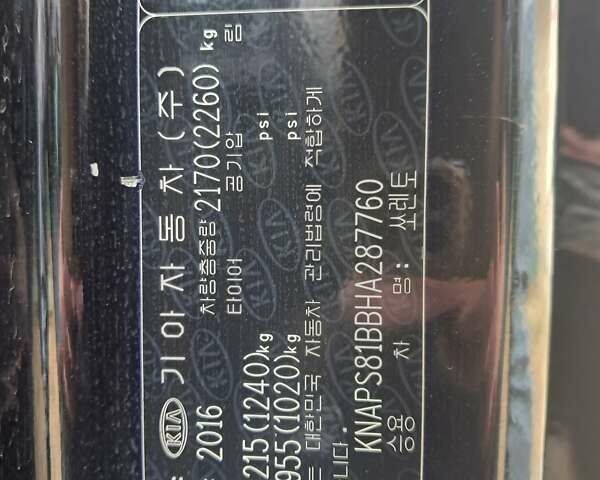 KIA 기아자동차(주)
: 2016 차량총중량 2170(2260) kg
타이어 공기압 림
215(1240)kg psi
955(1020)kg psi
대한민국 자동차 관리법령에 적합하게
니다.
KNAPS81BBHA287760
승용 차 명: 쏘렌토